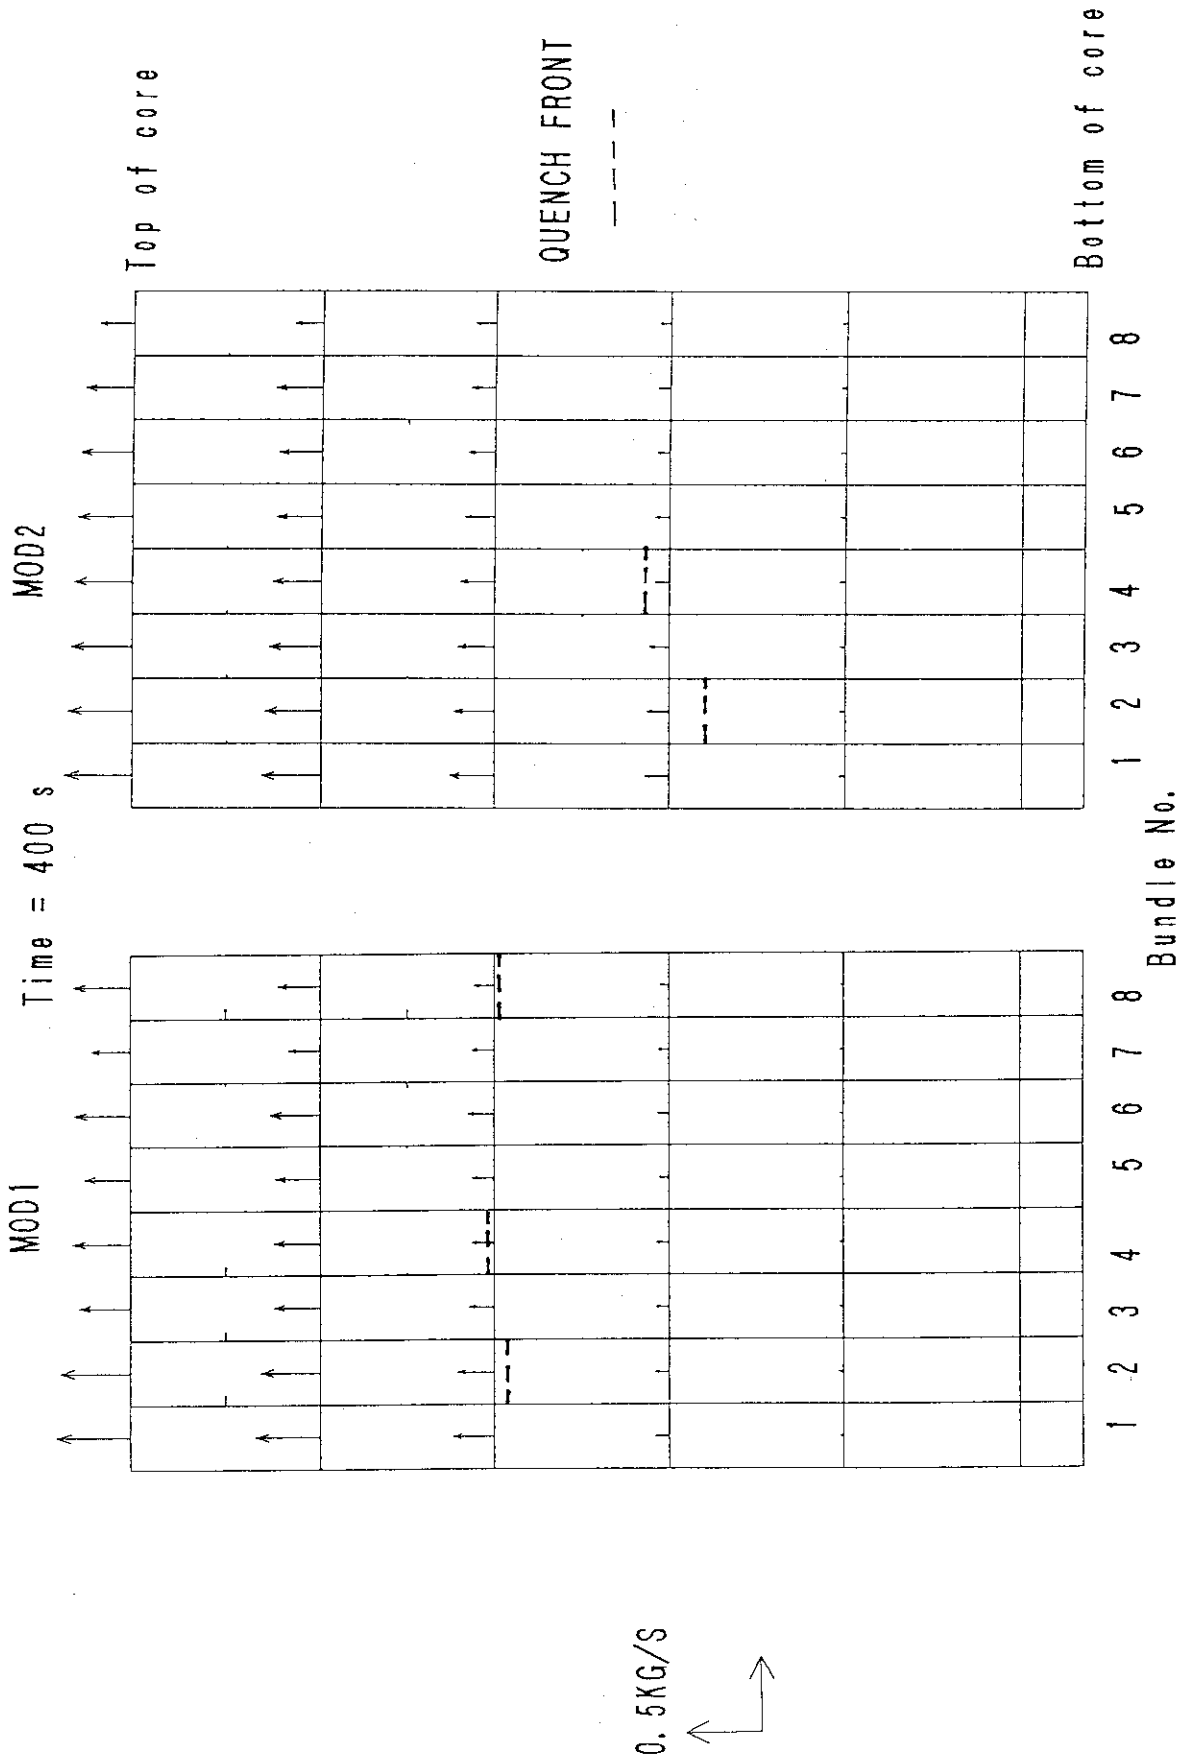 Time = 400 s
MOD1
MOD2
Top of core
QUENCH FRONT
Bottom of core
0.5KG/S
1 2 3 4 5 6 7 8
1 2 3 4 5 6 7 8
Bundle No.